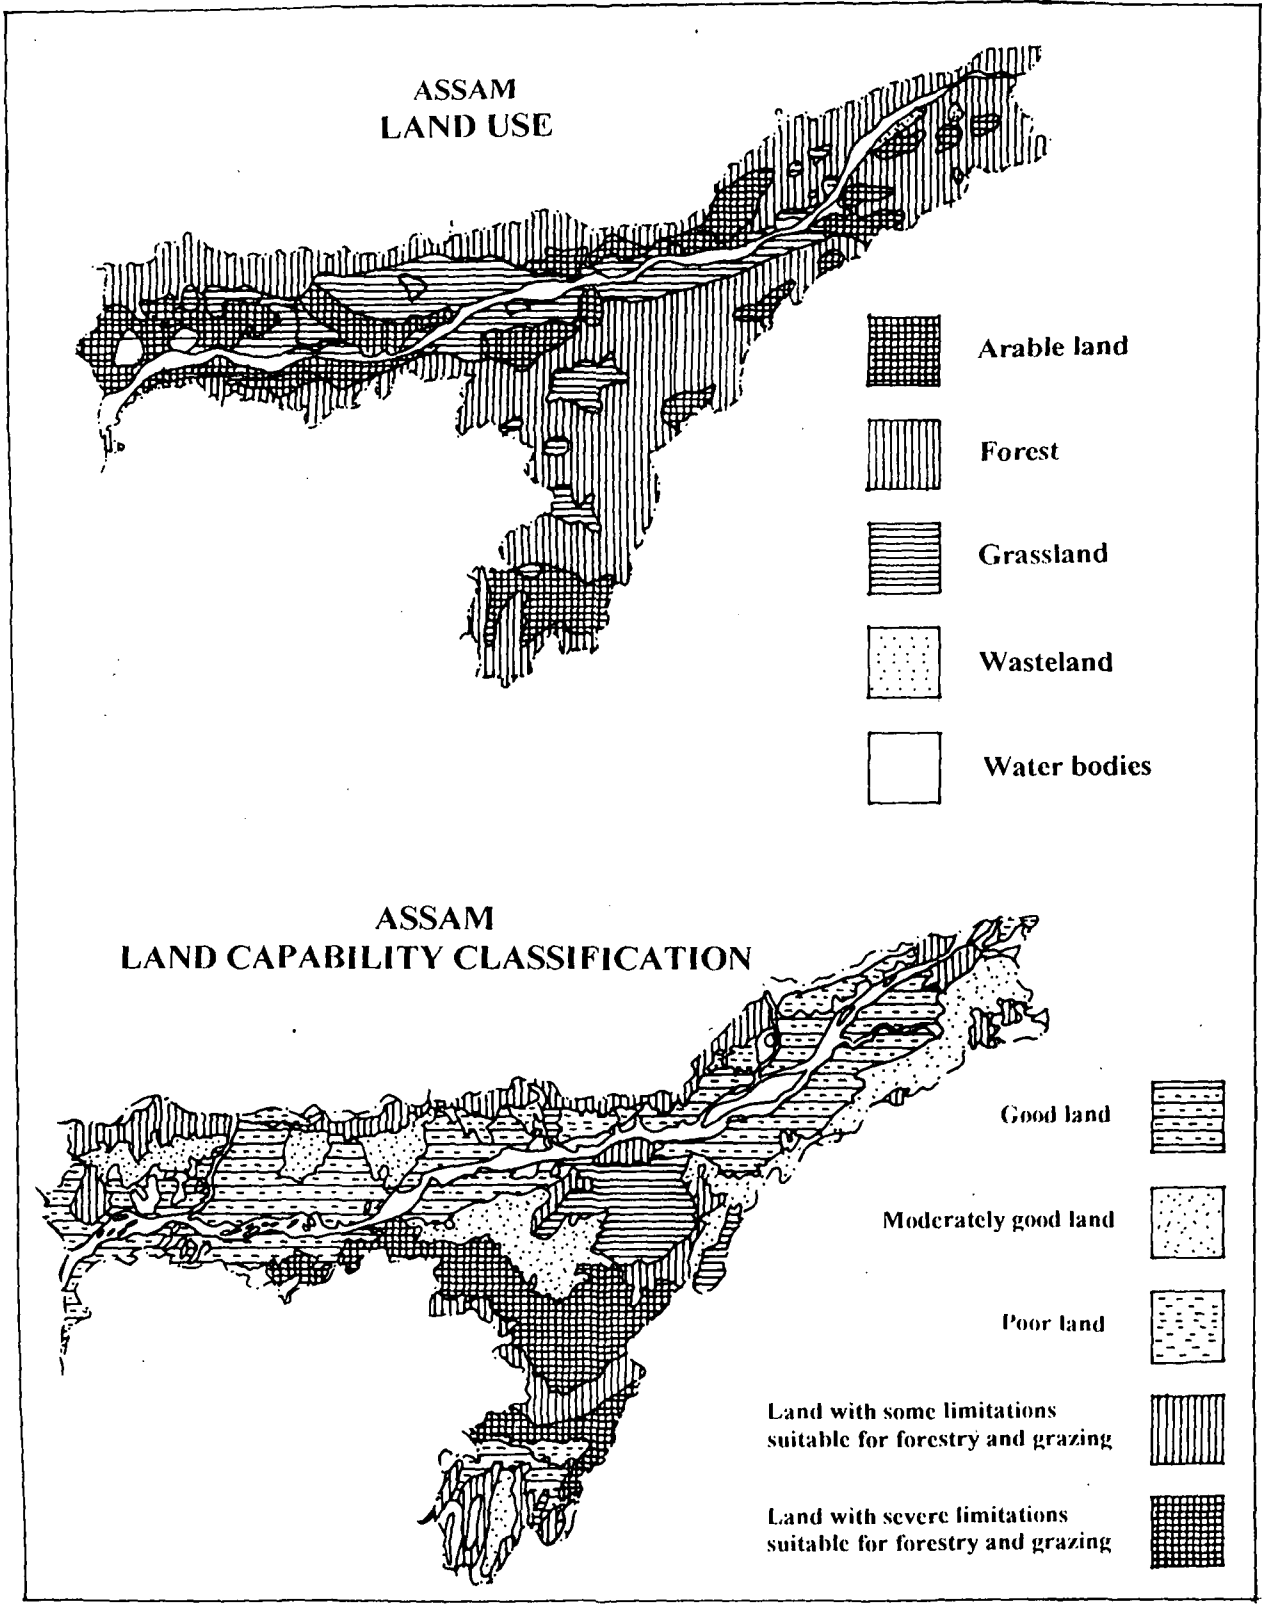 ASSAM
LAND USE
Arable land
Forest
Grassland
Wasteland
Water bodies
ASSAM
LAND CAPABILITY CLASSIFICATION
Good land
Moderately good land
Poor land
Land with some limitations
suitable for forestry and grazing
Land with severe limitations
suitable for forestry and grazing